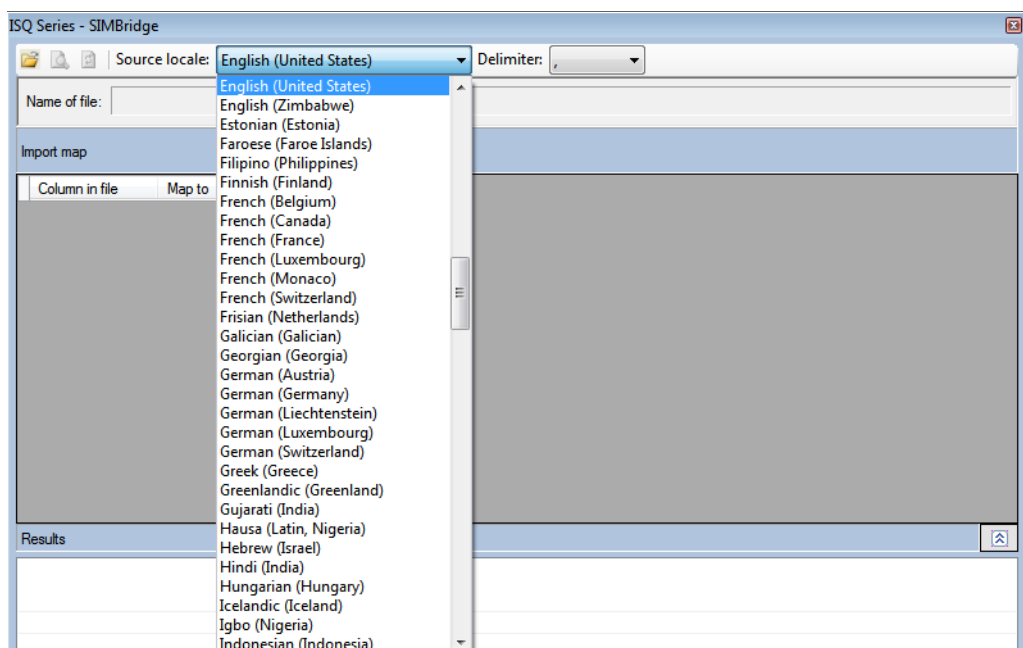 ISQ Series - SIMBridge
Source locale: English (United States) Delimiter: ,
English (United States)
Name of file:
English (Zimbabwe)
Estonian (Estonia)
Faroese (Faroe Islands)
Import map
Filipino (Philippines)
Column in file Map to
Finnish (Finland)
French (Belgium)
French (Canada)
French (France)
French (Luxembourg)
French (Monaco)
French (Switzerland)
Frisian (Netherlands)
Galician (Galician)
Georgian (Georgia)
German (Austria)
German (Germany)
German (Liechtenstein)
German (Luxembourg)
German (Switzerland)
Greek (Greece)
Greenlandic (Greenland)
Gujarati (India)
Hausa (Latin, Nigeria)
Results
Hebrew (Israel)
Hindi (India)
Hungarian (Hungary)
Icelandic (Iceland)
Igbo (Nigeria)
Indonesian (Indonesia)